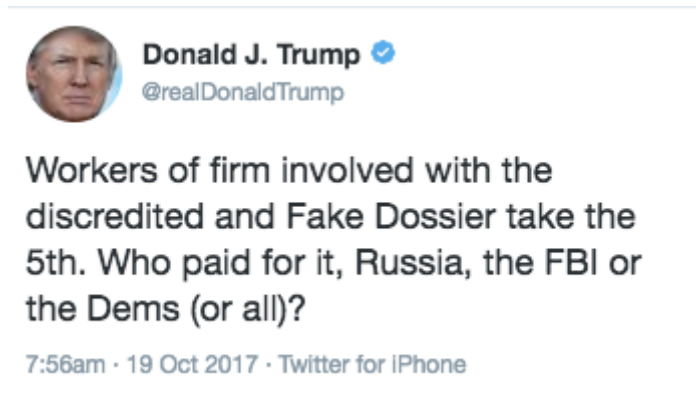 Donald J. Trump
@realDonaldTrump
Workers of firm involved with the
discredited and Fake Dossier take the
5th. Who paid for it, Russia, the FBI or
the Dems (or all)?
7:56am · 19 Oct 2017 · Twitter for iPhone